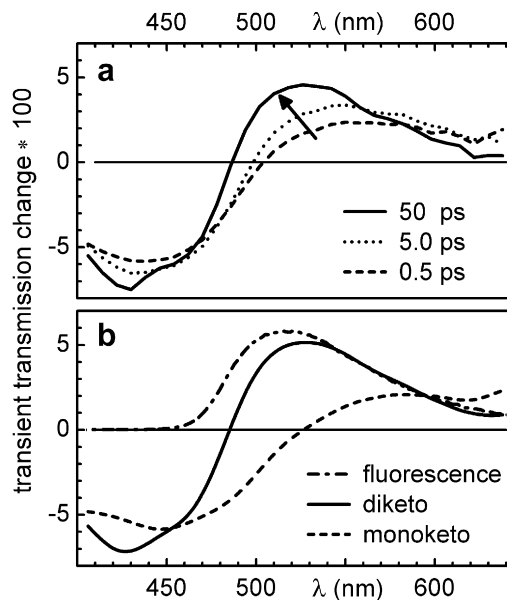 450 500 λ (nm) 600
a
5
0
-5
50 ps
5.0 ps
0.5 ps
transient transmission change * 100
b
5
0
-5
fluorescence
diketo
monoketo
450 500 λ (nm) 600